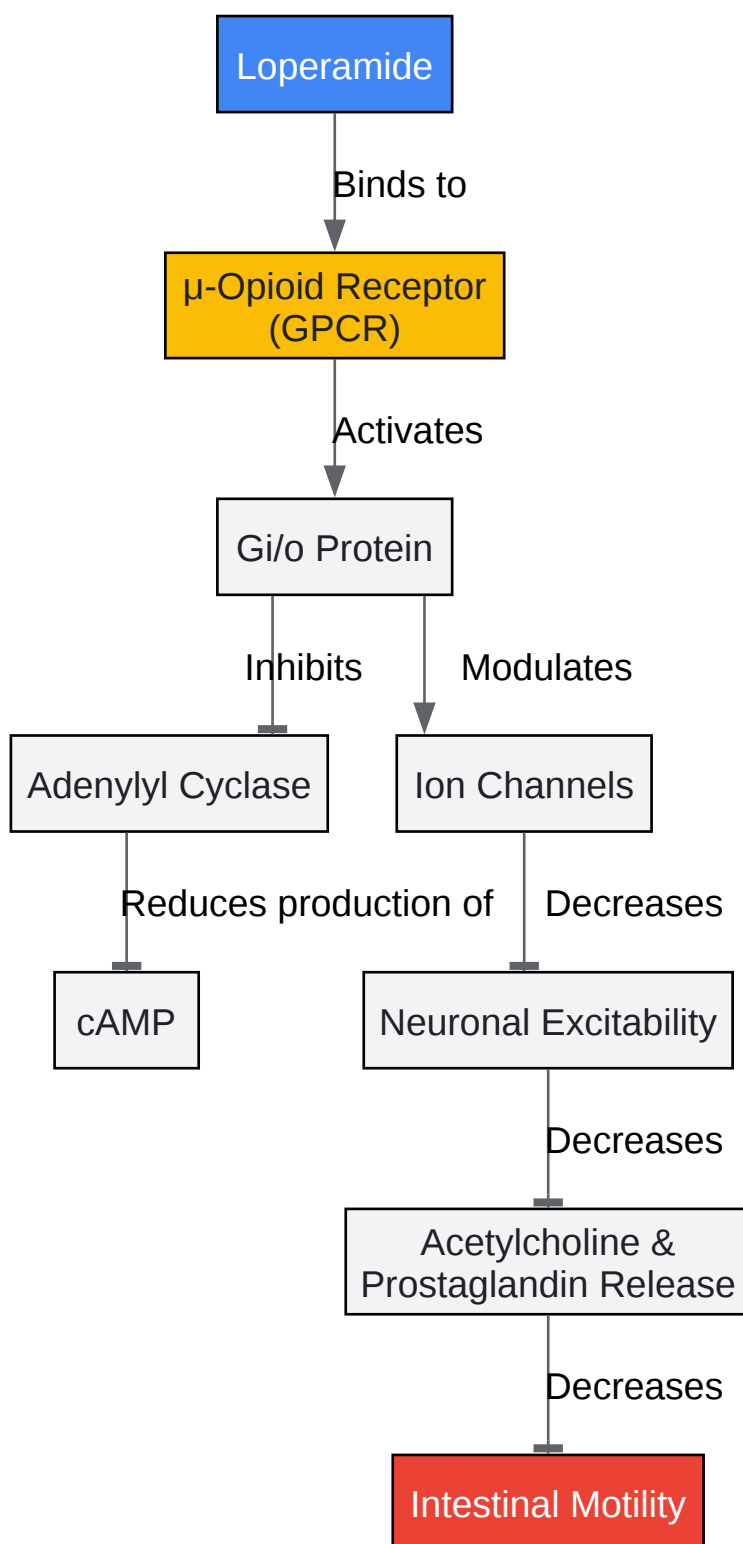 Loperamide
Binds to
μ-Opioid Receptor
(GPCR)
Activates
Gi/o Protein
Inhibits
Modulates
Adenylyl Cyclase
Ion Channels
Reduces production of
Decreases
cAMP
Neuronal Excitability
Decreases
Acetylcholine &
Prostaglandin Release
Decreases
Intestinal Motility